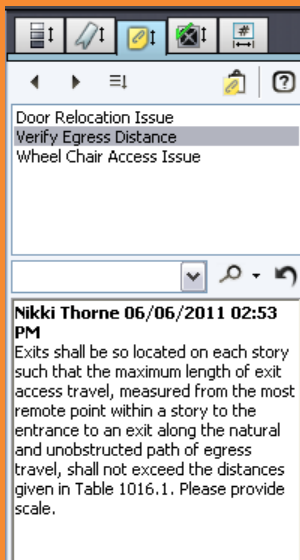 #
?
Door Relocation Issue
Verify Egress Distance
Wheel Chair Access Issue
Nikki Thorne 06/06/2011 02:53
PM
Exits shall be so located on each story
such that the maximum length of exit
access travel, measured from the most
remote point within a story to the
entrance to an exit along the natural
and unobstructed path of egress
travel, shall not exceed the distances
given in Table 1016.1. Please provide
scale.